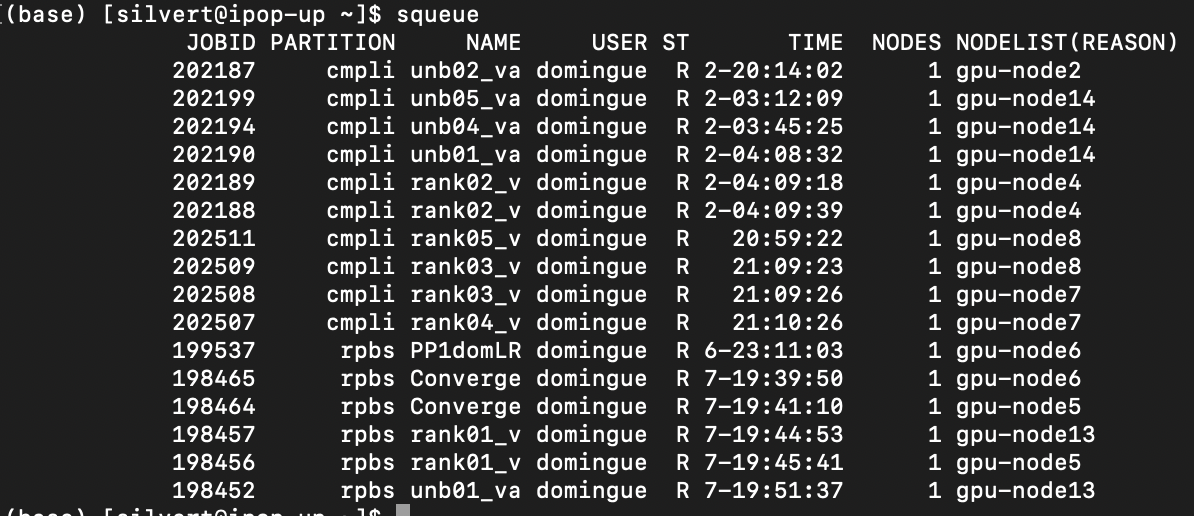 (base) [silvert@ipop-up ~]$ squeue
JOBID PARTITION NAME USER ST TIME NODES NODELIST(REASON)
202187 cmpli unb02_va domingue R 2-20:14:02 1 gpu-node2
202199 cmpli unb05_va domingue R 2-03:12:09 1 gpu-node14
202194 cmpli unb04_va domingue R 2-03:45:25 1 gpu-node14
202190 cmpli unb01_va domingue R 2-04:08:32 1 gpu-node14
202189 cmpli rank02_v domingue R 2-04:09:18 1 gpu-node4
202188 cmpli rank02_v domingue R 2-04:09:39 1 gpu-node4
202511 cmpli rank05_v domingue R 20:59:22 1 gpu-node8
202509 cmpli rank03_v domingue R 21:09:23 1 gpu-node8
202508 cmpli rank03_v domingue R 21:09:26 1 gpu-node7
202507 cmpli rank04_v domingue R 21:10:26 1 gpu-node7
199537 rpbs PP1domLR domingue R 6-23:11:03 1 gpu-node6
198465 rpbs Converge domingue R 7-19:39:50 1 gpu-node6
198464 rpbs Converge domingue R 7-19:41:10 1 gpu-node5
198457 rpbs rank01_v domingue R 7-19:44:53 1 gpu-node13
198456 rpbs rank01_v domingue R 7-19:45:41 1 gpu-node5
198452 rpbs unb01_va domingue R 7-19:51:37 1 gpu-node13
(base) [silvert@ipop-up ~]$